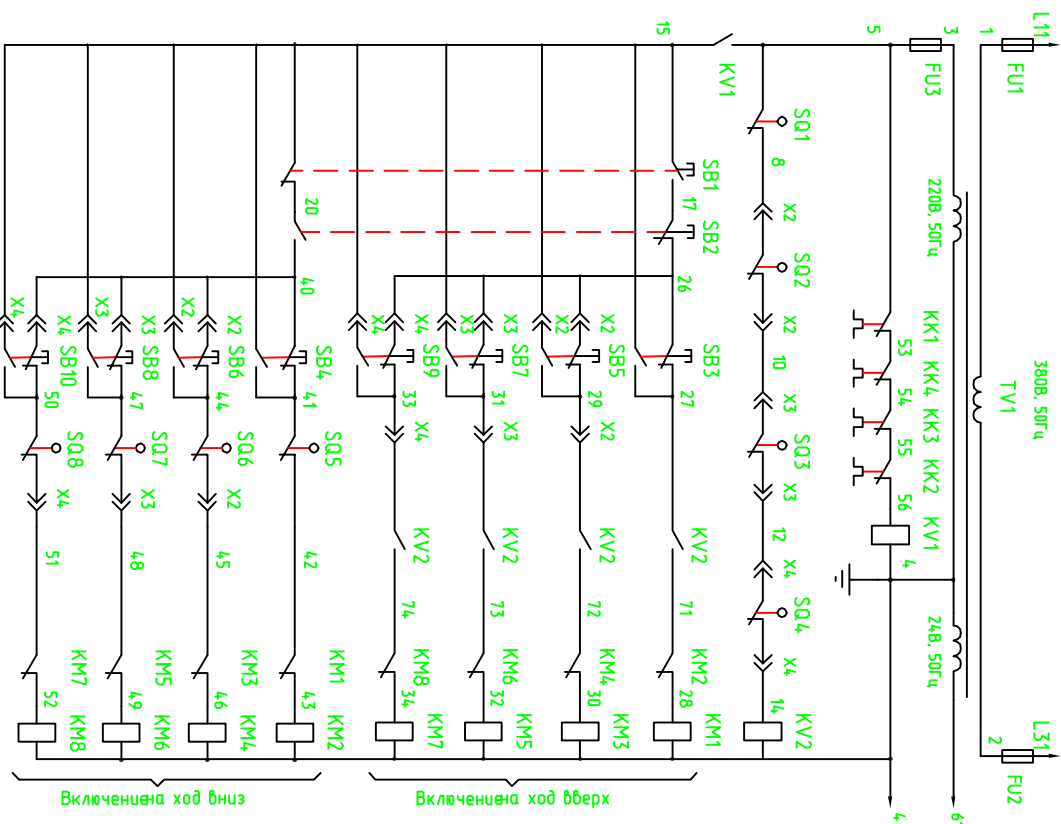 L11
FU1
1
380В, 50Гц
TV1
2
L31
FU2
3
FU3
5
220В, 50Гц
24В, 50Гц
KK1
KK4
KK3
KK2
KV1
53
54
55
56
4
4
KV1
SQ1
8
X2
SQ2
X2
10
X3
SQ3
X3
12
X4
SQ4
X4
14
KV2
15
SB1
17
SB2
26
SB3
27
KV2
71
KM2
28
KM1
X2
X2
SB5
29
X2
KV2
72
KM4
30
KM3
X3
X3
SB7
31
X3
KV2
73
KM6
32
KM5
X4
X4
SB9
33
X4
KV2
74
KM8
34
KM7
20
40
SB4
41
SQ5
42
KM1
43
KM2
X2
X2
SB6
44
SQ6
X2
45
KM3
46
KM4
X3
X3
SB8
47
SQ7
X3
48
KM5
49
KM6
X4
X4
SB10
50
SQ8
X4
51
KM7
52
KM8
Включение на ход вниз
Включение на ход вверх